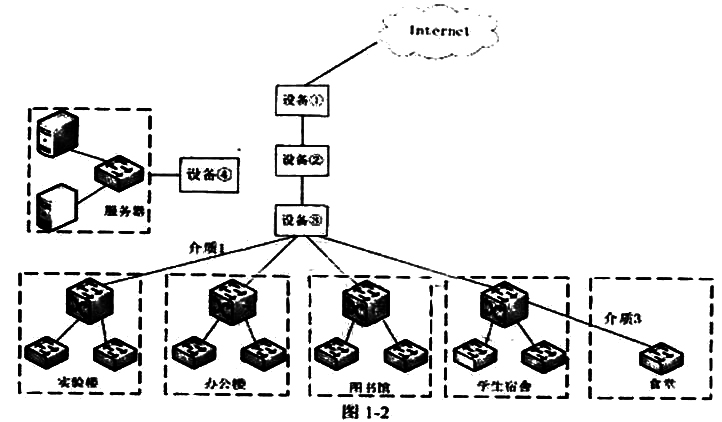 Internet
设备①
设备②
设备④
服务器
设备③
介质1
介质3
实验楼
办公楼
图书馆
学生宿舍
食堂
图 1-2